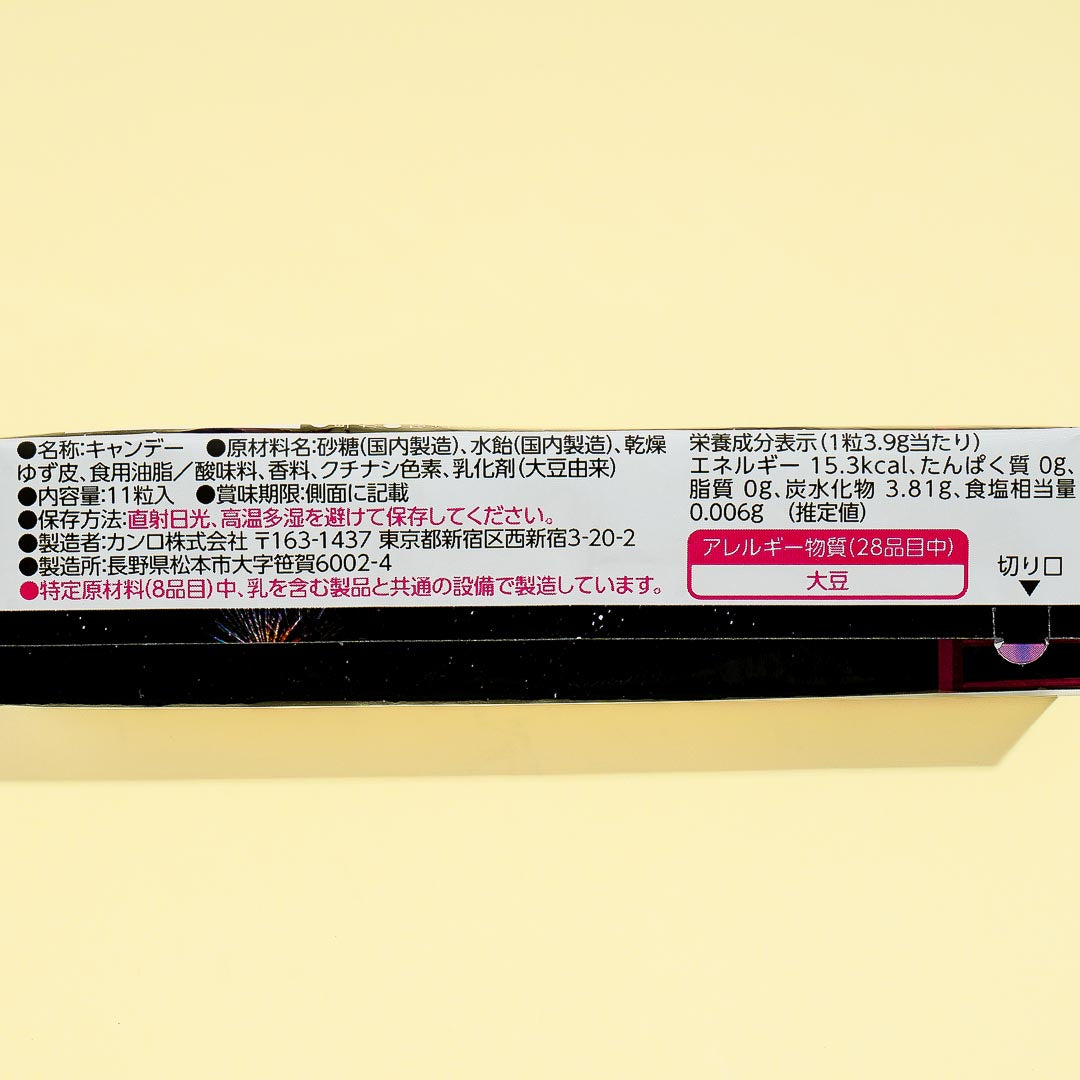 ●名称:キャンデー ●原材料名:砂糖(国内製造)、水飴(国内製造)、乾燥
ゆず皮、食用油脂／酸味料、香料、クチナシ色素、乳化剤(大豆由来)
●内容量:11粒入 ●賞味期限:側面に記載
●保存方法:直射日光、高温多湿を避けて保存してください。
●製造者:カンロ株式会社 〒163-1437 東京都新宿区西新宿3-20-2
●製造所:長野県松本市大字笹賀6002-4
●特定原材料(8品目)中、乳を含む製品と共通の設備で製造しています。
栄養成分表示(1粒3.9g当たり)
エネルギー 15.3kcal、たんぱく質 0g、
脂質 0g、炭水化物 3.81g、食塩相当量
0.006g (推定値)
アレルギー物質(28品目中)
大豆
切り口
▼